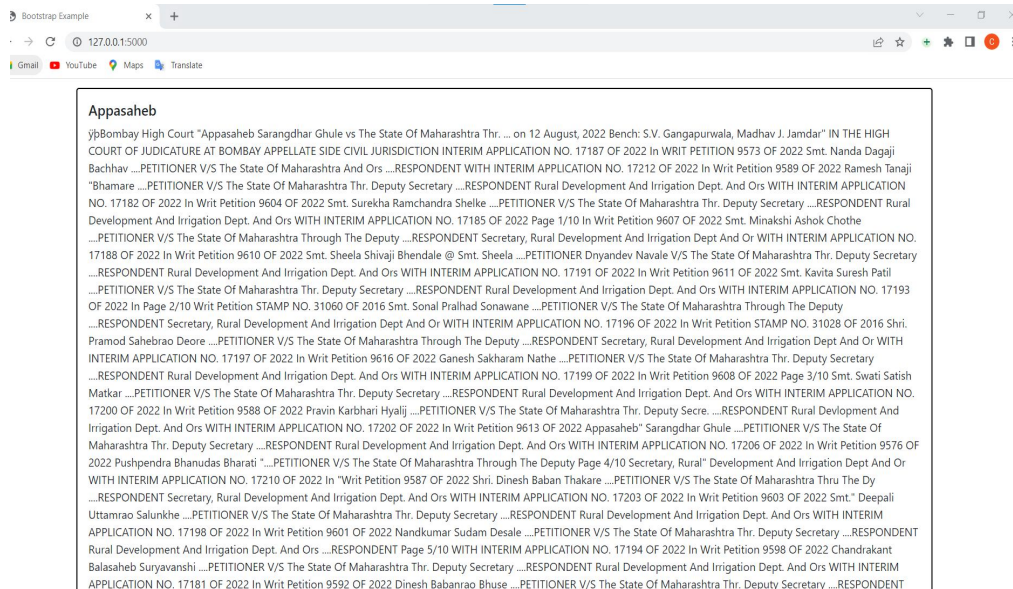 Bootstrap Example
127.0.0.1:5000
Gmail YouTube Maps Translate
Appasaheb
ÿþBombay High Court "Appasaheb Sarangdhar Ghule vs The State Of Maharashtra Thr. ... on 12 August, 2022 Bench: S.V. Gangapurwala, Madhav J. Jamdar" IN THE HIGH
COURT OF JUDICATURE AT BOMBAY APPELLATE SIDE CIVIL JURISDICTION INTERIM APPLICATION NO. 17187 OF 2022 In WRIT PETITION 9573 OF 2022 Smt. Nanda Dagaji
Bachhav ....PETITIONER V/S The State Of Maharashtra And Ors ....RESPONDENT WITH INTERIM APPLICATION NO. 17212 OF 2022 In Writ Petition 9589 OF 2022 Ramesh Tanaji
"Bhamare ....PETITIONER V/S The State Of Maharashtra Thr. Deputy Secretary ....RESPONDENT Rural Development And Irrigation Dept. And Ors WITH INTERIM APPLICATION
NO. 17182 OF 2022 In Writ Petition 9604 OF 2022 Smt. Surekha Ramchandra Shelke ....PETITIONER V/S The State Of Maharashtra Thr. Deputy Secretary ....RESPONDENT Rural
Development And Irrigation Dept. And Ors WITH INTERIM APPLICATION NO. 17185 OF 2022 Page 1/10 In Writ Petition 9607 OF 2022 Smt. Minakshi Ashok Chothe
....PETITIONER V/S The State Of Maharashtra Through The Deputy ....RESPONDENT Secretary, Rural Development And Irrigation Dept And Or WITH INTERIM APPLICATION NO.
17188 OF 2022 In Writ Petition 9610 OF 2022 Smt. Sheela Shivaji Bhendale @ Smt. Sheela ....PETITIONER Dnyandev Navale V/S The State Of Maharashtra Thr. Deputy Secretary
....RESPONDENT Rural Development And Irrigation Dept. And Ors WITH INTERIM APPLICATION NO. 17191 OF 2022 In Writ Petition 9611 OF 2022 Smt. Kavita Suresh Patil
....PETITIONER V/S The State Of Maharashtra Thr. Deputy Secretary ....RESPONDENT Rural Development And Irrigation Dept. And Ors WITH INTERIM APPLICATION NO. 17193
OF 2022 In Page 2/10 Writ Petition STAMP NO. 31060 OF 2016 Smt. Sonal Pralhad Sonawane ....PETITIONER V/S The State Of Maharashtra Through The Deputy
....RESPONDENT Secretary, Rural Development And Irrigation Dept And Or WITH INTERIM APPLICATION NO. 17196 OF 2022 In Writ Petition STAMP NO. 31028 OF 2016 Shri.
Pramod Sahebrao Deore ....PETITIONER V/S The State Of Maharashtra Through The Deputy ....RESPONDENT Secretary, Rural Development And Irrigation Dept And Or WITH
INTERIM APPLICATION NO. 17197 OF 2022 In Writ Petition 9616 OF 2022 Ganesh Sakharam Nathe ....PETITIONER V/S The State Of Maharashtra Thr. Deputy Secretary
....RESPONDENT Rural Development And Irrigation Dept. And Ors WITH INTERIM APPLICATION NO. 17199 OF 2022 In Writ Petition 9608 OF 2022 Page 3/10 Smt. Swati Satish
Matkar ....PETITIONER V/S The State Of Maharashtra Thr. Deputy Secretary ....RESPONDENT Rural Development And Irrigation Dept. And Ors WITH INTERIM APPLICATION NO.
17200 OF 2022 In Writ Petition 9588 OF 2022 Pravin Karbhari Hyalij ....PETITIONER V/S The State Of Maharashtra Thr. Deputy Secre. ....RESPONDENT Rural Devlopment And
Irrigation Dept. And Ors WITH INTERIM APPLICATION NO. 17202 OF 2022 In Writ Petition 9613 OF 2022 Appasaheb" Sarangdhar Ghule ....PETITIONER V/S The State Of
Maharashtra Thr. Deputy Secretary ....RESPONDENT Rural Development And Irrigation Dept. And Ors WITH INTERIM APPLICATION NO. 17206 OF 2022 In Writ Petition 9576 OF
2022 Pushpendra Bhanudas Bharati "....PETITIONER V/S The State Of Maharashtra Through The Deputy Page 4/10 Secretary, Rural" Development And Irrigation Dept And Or
WITH INTERIM APPLICATION NO. 17210 OF 2022 In "Writ Petition 9587 OF 2022 Shri. Dinesh Baban Thakare ....PETITIONER V/S The State Of Maharashtra Thru The Dy
....RESPONDENT Secretary, Rural Development And Irrigation Dept. And Ors WITH INTERIM APPLICATION NO. 17203 OF 2022 In Writ Petition 9603 OF 2022 Smt." Deepali
Uttamrao Salunkhe ....PETITIONER V/S The State Of Maharashtra Thr. Deputy Secretary ....RESPONDENT Rural Development And Irrigation Dept. And Ors WITH INTERIM
APPLICATION NO. 17198 OF 2022 In Writ Petition 9601 OF 2022 Nandkumar Sudam Desale ....PETITIONER V/S The State Of Maharashtra Thr. Deputy Secretary ....RESPONDENT
Rural Development And Irrigation Dept. And Ors ....RESPONDENT Page 5/10 WITH INTERIM APPLICATION NO. 17194 OF 2022 In Writ Petition 9598 OF 2022 Chandrakant
Balasaheb Suryavanshi ....PETITIONER V/S The State Of Maharashtra Thr. Deputy Secretary ....RESPONDENT Rural Development And Irrigation Dept. And Ors WITH INTERIM
APPLICATION NO. 17181 OF 2022 In Writ Petition 9592 OF 2022 Dinesh Babanrao Bhuse ....PETITIONER V/S The State Of Maharashtra Thr. Deputy Secretary ....RESPONDENT